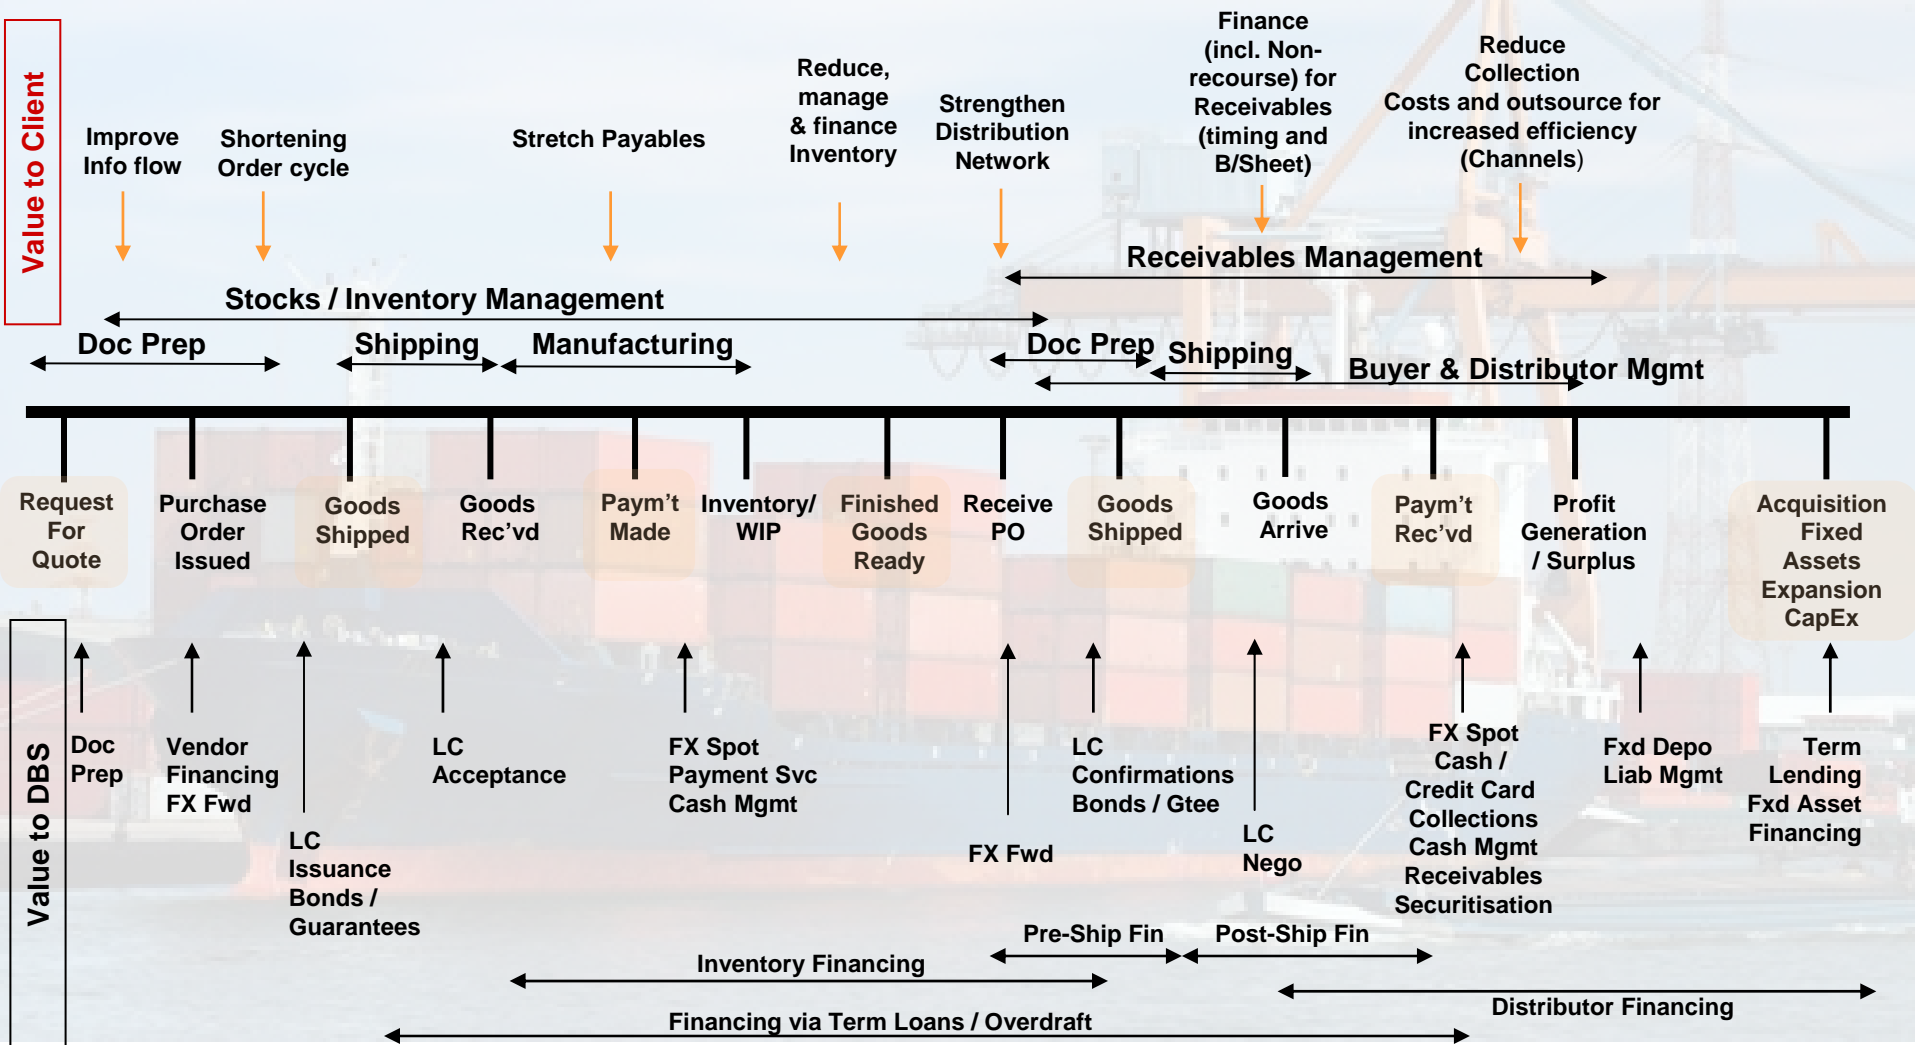 Value to Client
Improve
Info flow
Shortening
Order cycle
Stretch Payables
Reduce,
manage
& finance
Inventory
Strengthen
Distribution
Network
Finance
(incl. Non-
recourse) for
Receivables
(timing and
B/Sheet)
Reduce
Collection
Costs and outsource for
increased efficiency
(Channels)
Receivables Management
Stocks / Inventory Management
Doc Prep
Shipping
Manufacturing
Doc Prep
Shipping
Buyer & Distributor Mgmt
Request
For
Quote
Purchase
Order
Issued
Goods
Shipped
Goods
Rec’vd
Paym’t
Made
Inventory/
WIP
Finished
Goods
Ready
Receive
PO
Goods
Shipped
Goods
Arrive
Paym’t
Rec’vd
Profit
Generation
/ Surplus
Acquisition
Fixed
Assets
Expansion
CapEx
Value to DBS
Doc
Prep
Vendor
Financing
FX Fwd
LC
Issuance
Bonds /
Guarantees
LC
Acceptance
FX Spot
Payment Svc
Cash Mgmt
FX Fwd
LC
Confirmations
Bonds / Gtee
LC
Nego
FX Spot
Cash /
Credit Card
Collections
Cash Mgmt
Receivables
Securitisation
Fxd Depo
Liab Mgmt
Term
Lending
Fxd Asset
Financing
Pre-Ship Fin
Post-Ship Fin
Inventory Financing
Distributor Financing
Financing via Term Loans / Overdraft